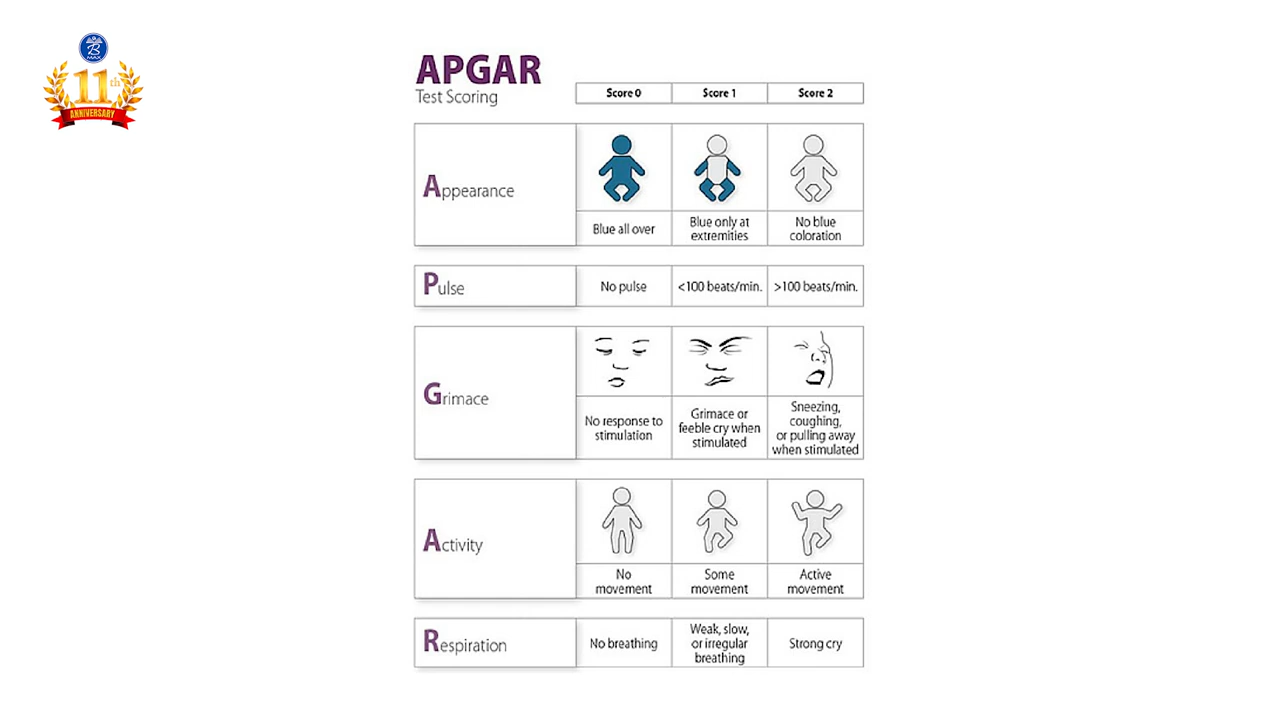 B
MAX
11th
ANNIVERSARY
APGAR
Test Scoring
Score 0
Score 1
Score 2
Appearance
Blue all over
Blue only at
extremities
No blue
coloration
Pulse
No pulse
<100 beats/min.
>100 beats/min.
Grimace
No response to
stimulation
Grimace or
feeble cry when
stimulated
Sneezing,
coughing,
or pulling away
when stimulated
Activity
No
movement
Some
movement
Active
movement
Respiration
No breathing
Weak, slow,
or irregular
breathing
Strong cry